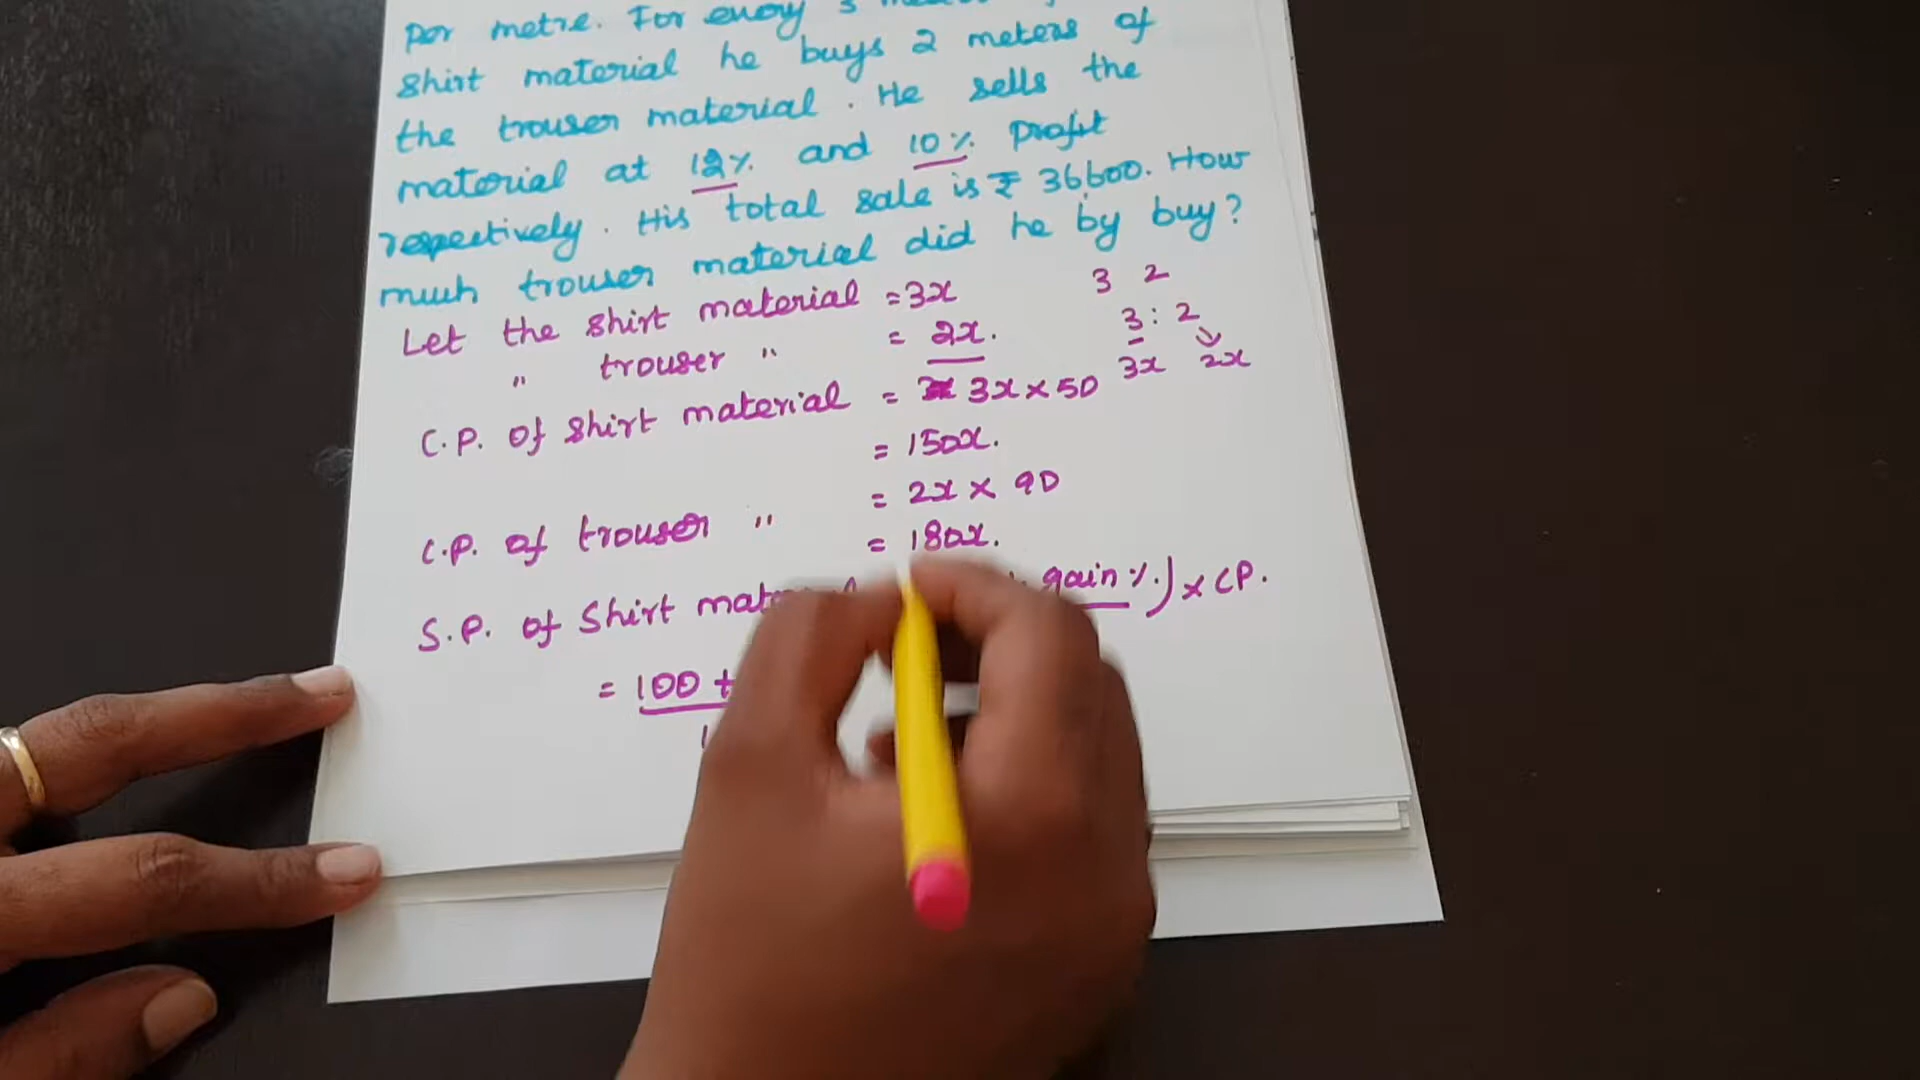 per metre. For every 3
shirt material he buys 2 meters of
the trouser material. He sells the
material at 12% and 10% profit
respectively. His total sale is ₹ 36600. How
much trouser material did he by buy?
Let the shirt material = 3x 3 2
" trouser " = 2x. 3 : 2
3x 2x
C.P. of shirt material = 3x × 50
= 150x.
C.P. of trouser " = 2x × 90
= 180x.
S.P. of Shirt gain %) × CP.
= 100 +